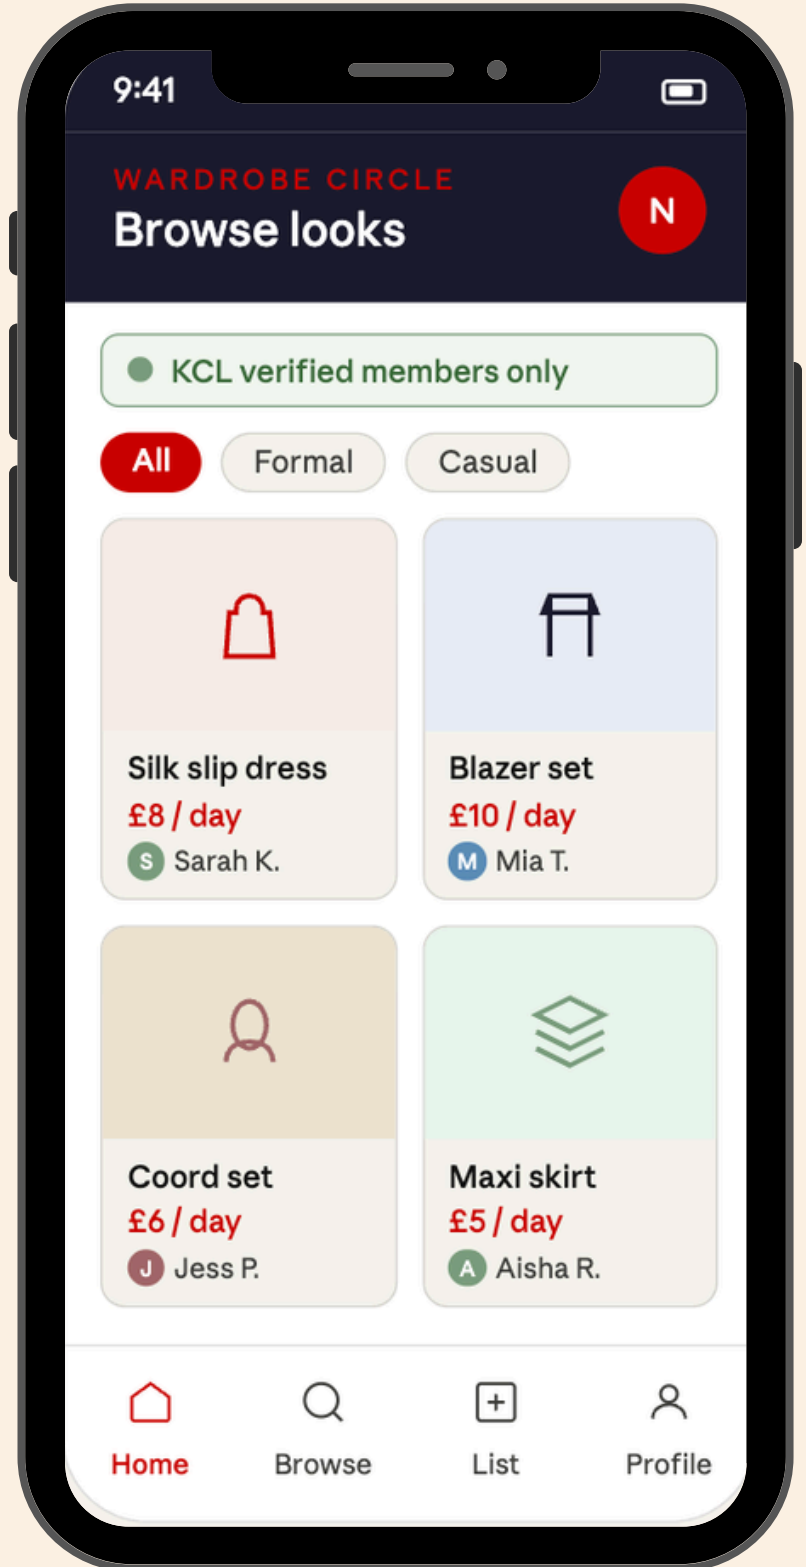 9:41
WARDROBE CIRCLE
Browse looks
N
KCL verified members only
All
Formal
Casual
Silk slip dress
£8 / day
S Sarah K.
Blazer set
£10 / day
M Mia T.
Coord set
£6 / day
J Jess P.
Maxi skirt
£5 / day
A Aisha R.
Home
Browse
List
Profile